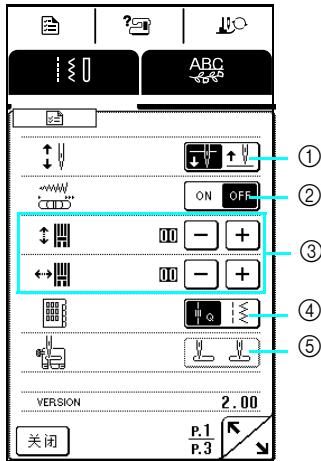 ?
ABC
①
ON OFF ②
00 − +
③
00 − +
Q ④
⑤
VERSION 2.00
关闭 P.1
P.3